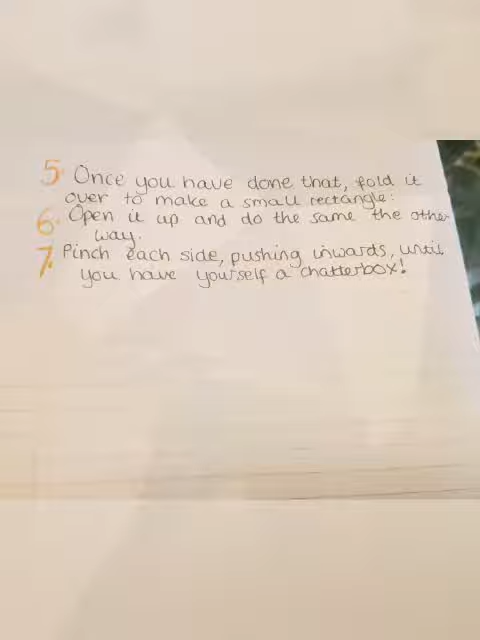 5. Once you have done that, fold it
over to make a small rectangle.
6. Open it up and do the same the other
way.
7. Pinch each side, pushing inwards, until
you have yourself a chatterbox!